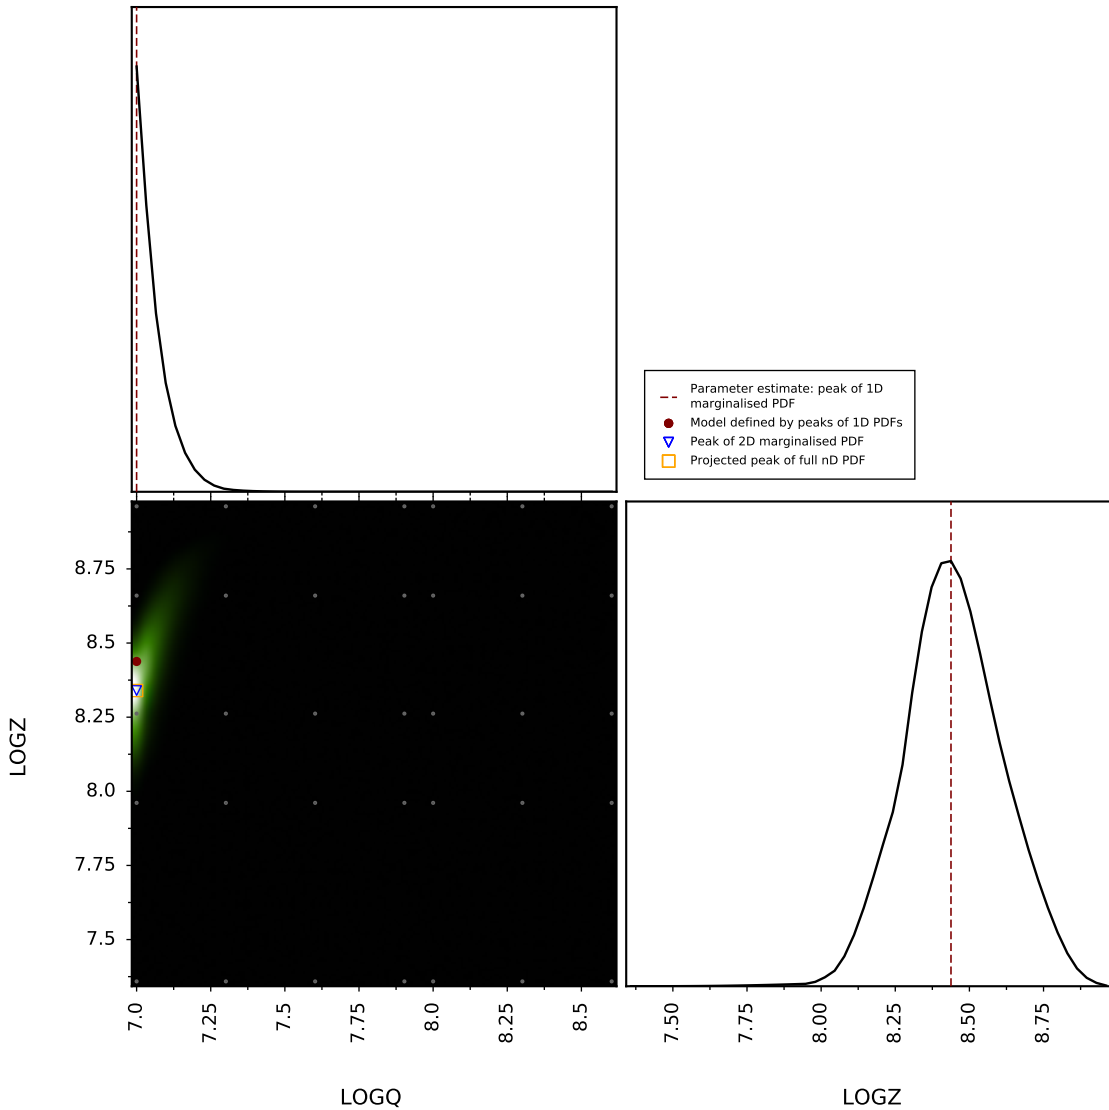 Parameter estimate: peak of 1D
marginalised PDF
Model defined by peaks of 1D PDFs
Peak of 2D marginalised PDF
Projected peak of full nD PDF
8.75
8.5
8.25
8.0
7.75
7.5
LOGZ
7.0
7.25
7.5
7.75
8.0
8.25
8.5
LOGQ
7.50
7.75
8.00
8.25
8.50
8.75
LOGZ